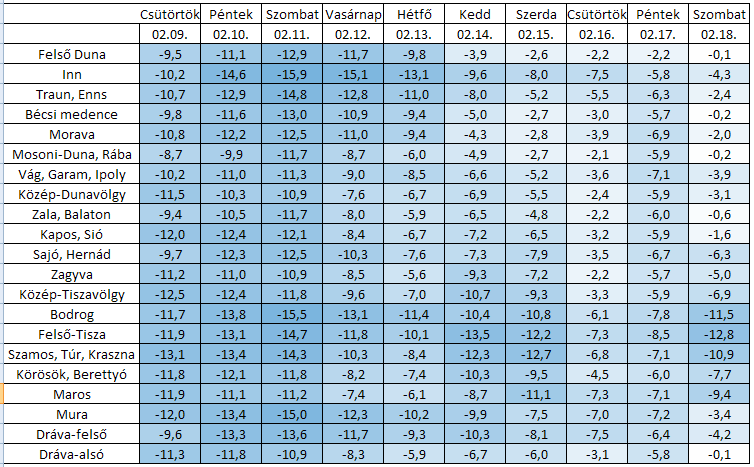 Csütörtök Péntek Szombat Vasárnap Hétfő Kedd Szerda Csütörtök Péntek Szombat
02.09. 02.10. 02.11. 02.12. 02.13. 02.14. 02.15. 02.16. 02.17. 02.18.
Felső Duna -9,5 -11,1 -12,9 -11,7 -9,8 -3,9 -2,6 -2,2 -2,2 -0,1
Inn -10,2 -14,6 -15,9 -15,1 -13,1 -9,6 -8,0 -7,5 -5,8 -4,3
Traun, Enns -10,7 -12,9 -14,8 -12,8 -11,0 -8,0 -5,2 -5,5 -6,3 -2,4
Bécsi medence -9,8 -11,6 -13,0 -10,9 -9,4 -5,0 -2,7 -3,0 -5,7 -0,2
Morava -10,8 -12,2 -12,5 -11,0 -9,4 -4,3 -2,8 -3,9 -6,9 -2,0
Mosoni-Duna, Rába -8,7 -9,9 -11,7 -8,7 -6,0 -4,9 -2,7 -2,1 -5,9 -0,2
Vág, Garam, Ipoly -10,2 -11,0 -11,3 -9,0 -8,5 -6,6 -5,2 -3,6 -7,1 -3,9
Közép-Dunavölgy -11,5 -10,3 -10,9 -7,6 -6,7 -6,9 -5,5 -2,4 -5,9 -3,1
Zala, Balaton -9,4 -10,5 -11,7 -8,0 -5,9 -6,5 -4,8 -2,2 -6,0 -0,6
Kapos, Sió -12,0 -12,4 -12,1 -8,4 -6,7 -7,2 -6,5 -3,2 -5,9 -1,6
Sajó, Hernád -9,7 -12,3 -12,5 -10,3 -7,6 -7,3 -7,9 -3,5 -6,7 -6,3
Zagyva -11,2 -11,0 -10,9 -8,5 -5,6 -9,3 -7,2 -2,2 -5,7 -5,0
Közép-Tiszavölgy -12,5 -12,4 -11,8 -9,6 -7,0 -10,7 -9,3 -3,3 -5,9 -6,9
Bodrog -11,7 -13,8 -15,5 -13,1 -11,4 -10,4 -10,8 -6,1 -7,8 -11,5
Felső-Tisza -11,9 -13,1 -14,7 -11,8 -10,1 -13,5 -12,2 -7,3 -8,5 -12,8
Szamos, Túr, Kraszna -13,1 -13,4 -14,3 -10,3 -8,4 -12,3 -12,7 -6,8 -7,1 -10,9
Körösök, Berettyó -11,8 -12,1 -11,8 -8,2 -7,4 -10,3 -9,5 -4,5 -6,0 -7,7
Maros -11,9 -11,1 -11,2 -7,4 -6,1 -8,7 -11,1 -7,3 -7,1 -9,4
Mura -12,0 -13,4 -15,0 -12,3 -10,2 -9,9 -7,5 -7,0 -7,2 -3,4
Dráva-felső -9,6 -13,3 -13,6 -11,7 -9,3 -10,3 -8,1 -7,5 -6,4 -4,2
Dráva-alsó -11,3 -11,8 -10,9 -8,3 -5,9 -6,7 -6,0 -3,1 -5,8 -0,1